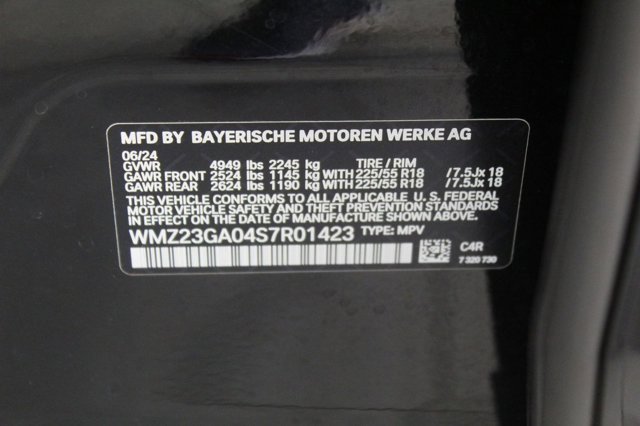 MFD BY BAYERISCHE MOTOREN WERKE AG
06/24
GVWR 4949 lbs 2245 kg TIRE / RIM
GAWR FRONT 2524 lbs 1145 kg WITH 225/55 R18 /7.5Jx 18
GAWR REAR 2624 lbs 1190 kg WITH 225/55 R18 /7.5Jx 18
THIS VEHICLE CONFORMS TO ALL APPLICABLE U. S. FEDERAL
MOTOR VEHICLE SAFETY, BUMPER, AND THEFT PREVENTION
STANDARDS IN EFFECT ON THE DATE OF MANUFACTURE SHOWN ABOVE.
WMZ23GA04S7R01423 TYPE: MPV
C4R
7 320 730